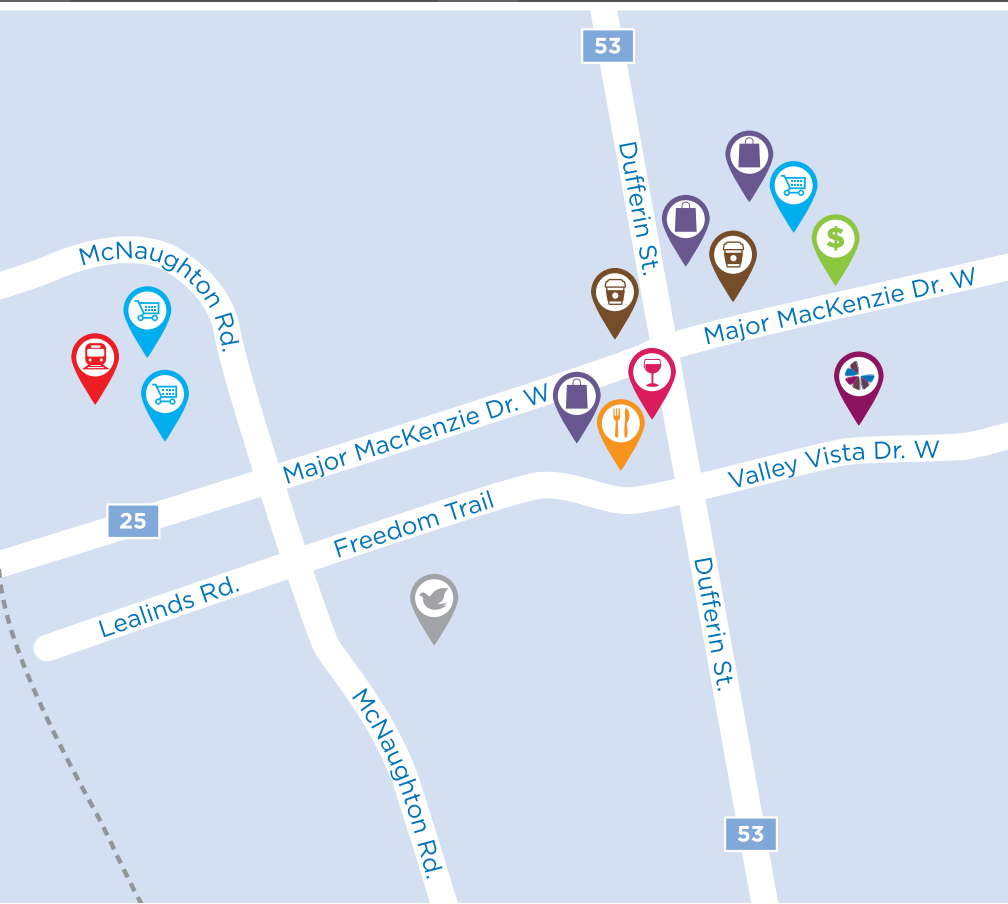 53
Dufferin St.
McNaughton Rd.
$
Major MacKenzie Dr. W
Major MacKenzie Dr. W
Valley Vista Dr. W
25
Freedom Trail
Lealinds Rd.
Dufferin St.
McNaughton Rd.
53